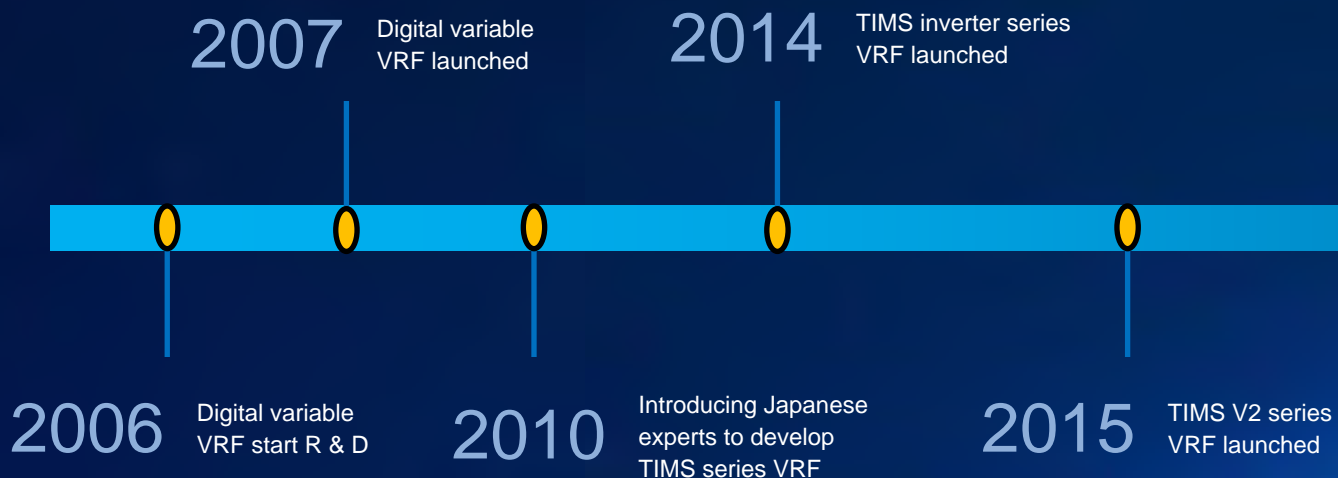 2007
Digital variable
VRF launched
2014
TIMS inverter series
VRF launched
2006
Digital variable
VRF start R & D
2010
Introducing Japanese
experts to develop
TIMS series VRF
2015
TIMS V2 series
VRF launched